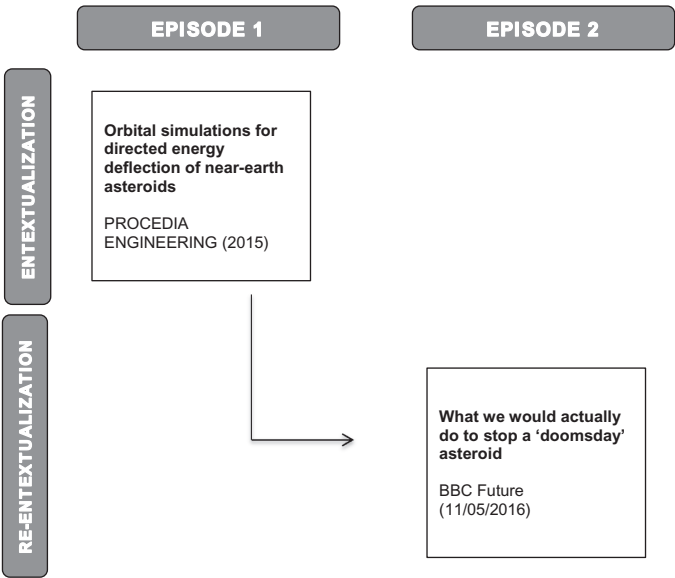 EPISODE 1
EPISODE 2
ENTEXTUALIZATION
Orbital simulations for
directed energy
deflection of near-earth
asteroids
PROCEDIA
ENGINEERING (2015)
RE-ENTEXTUALIZATION
What we would actually
do to stop a ‘doomsday’
asteroid
BBC Future
(11/05/2016)